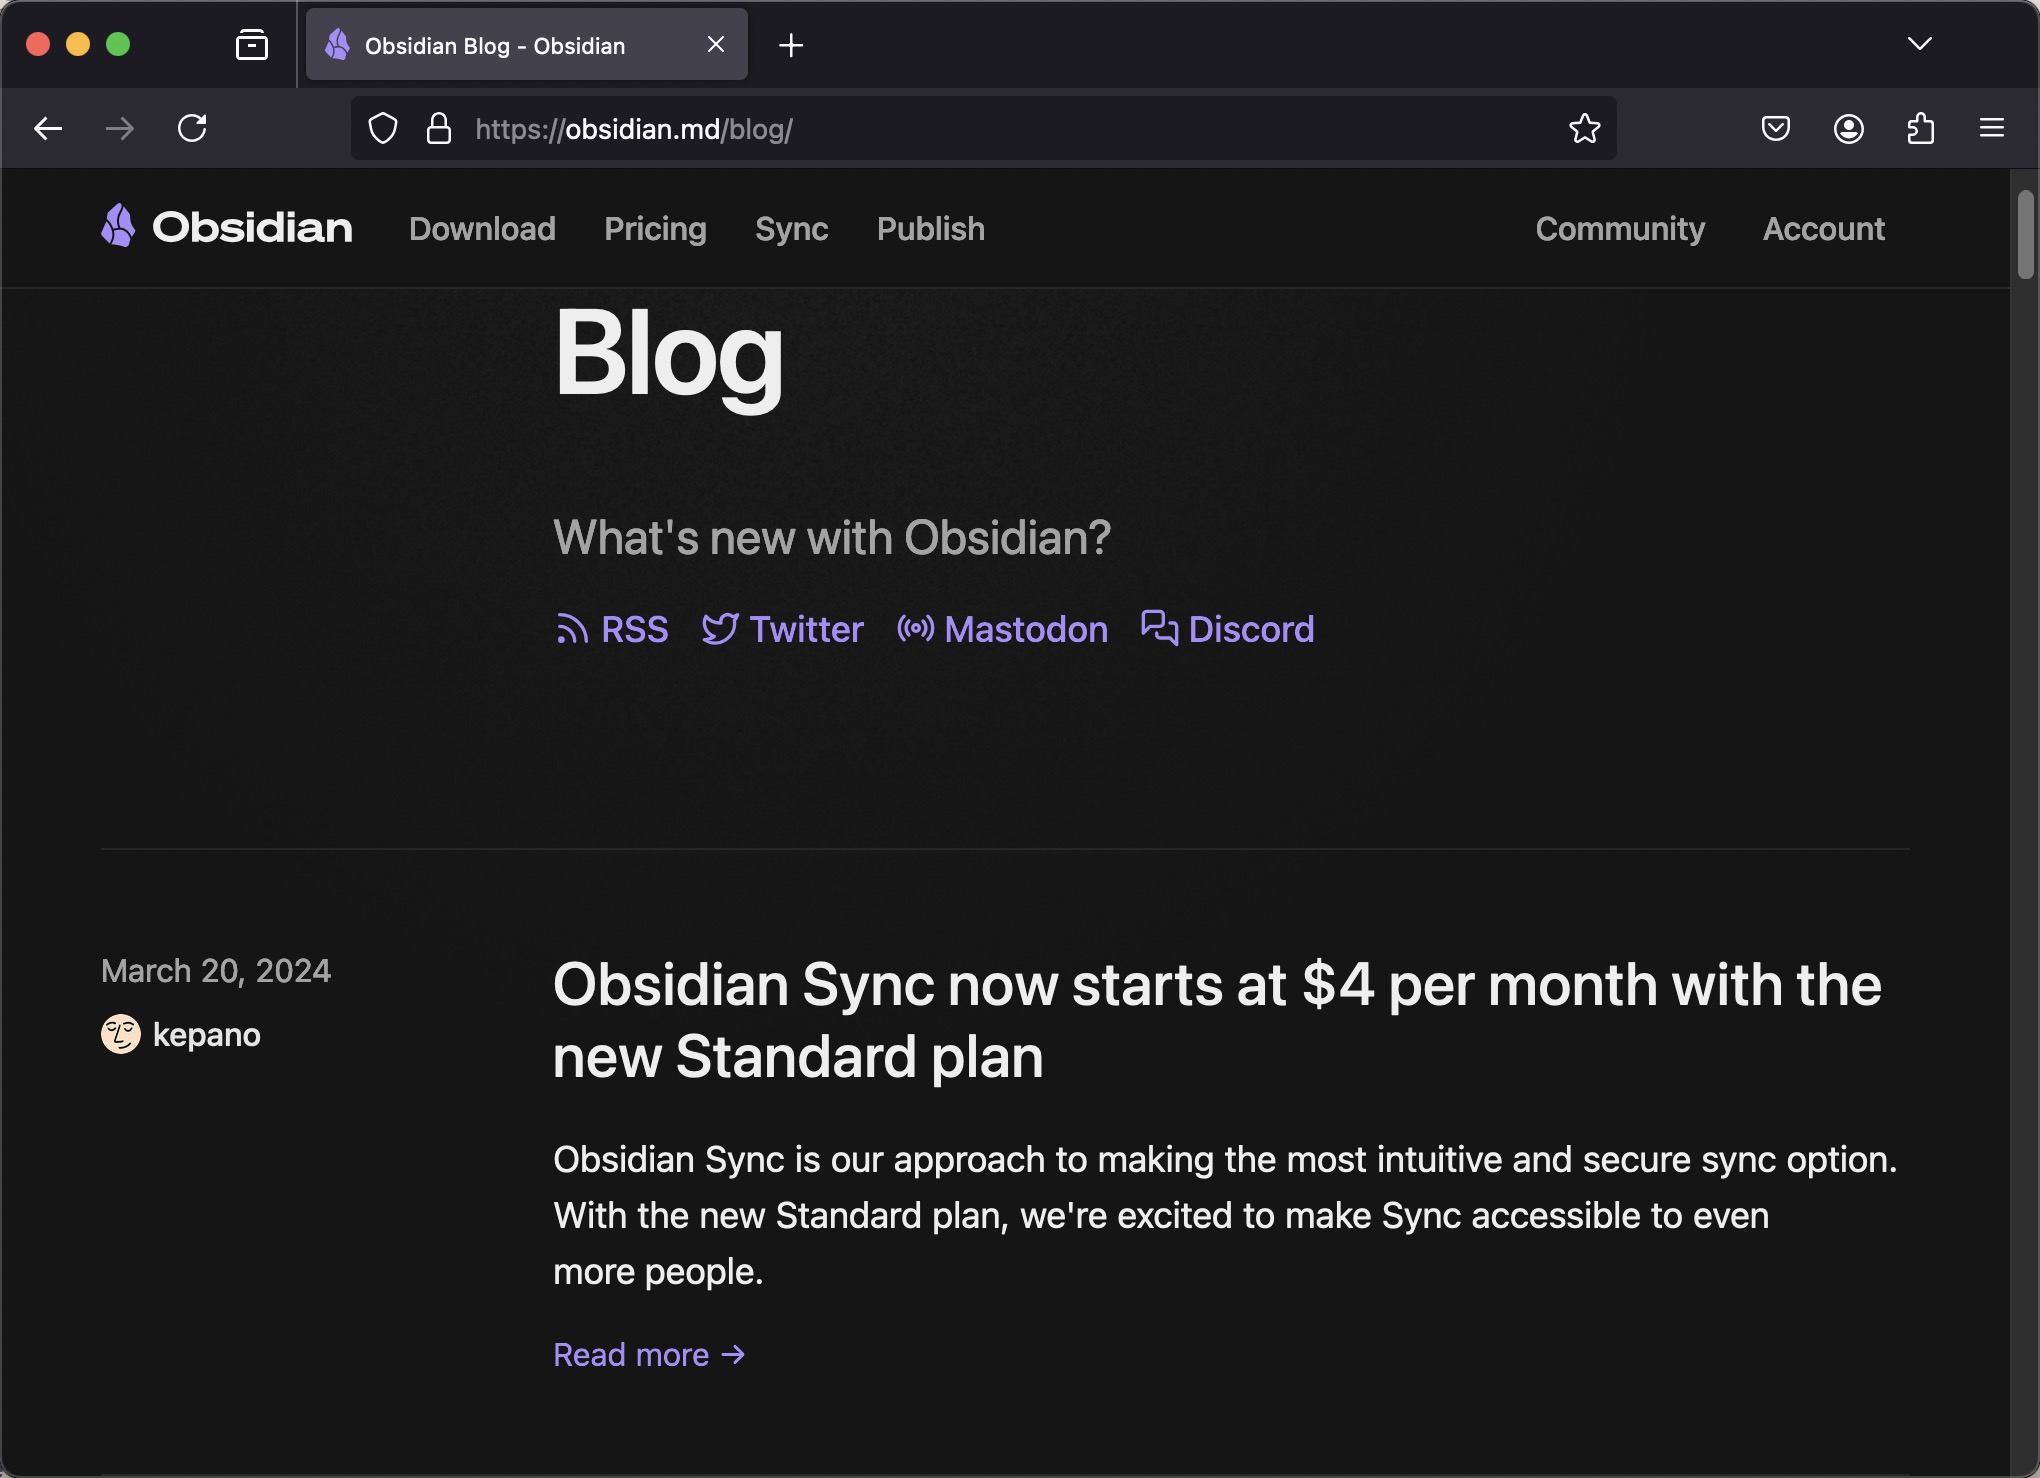 Obsidian Blog - Obsidian
https://obsidian.md/blog/
Obsidian Download Pricing Sync Publish Community Account
Blog
What's new with Obsidian?
RSS Twitter Mastodon Discord
March 20, 2024
kepano
Obsidian Sync now starts at $4 per month with the
new Standard plan
Obsidian Sync is our approach to making the most intuitive and secure sync option.
With the new Standard plan, we're excited to make Sync accessible to even
more people.
Read more →